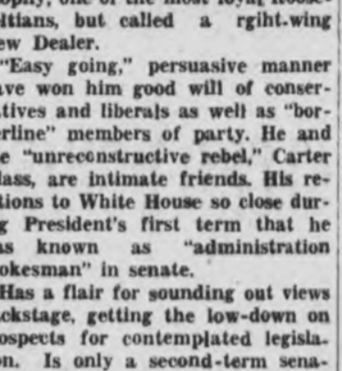 ophy, one of the most loyal Roose-
ltians, but called a rgiht-wing
ew Dealer.
"Easy going," persuasive manner
ave won him good will of conser-
atives and liberals as well as "bor-
erline" members of party. He and
e "unreconstructive rebel," Carter
lass, are intimate friends. His re-
tions to White House so close dur-
g President's first term that he
as known as "administration
okesman" in senate.
Has a flair for sounding out views
ackstage, getting the low-down on
ospects for contemplated legisla-
on. Is only a second-term sena-